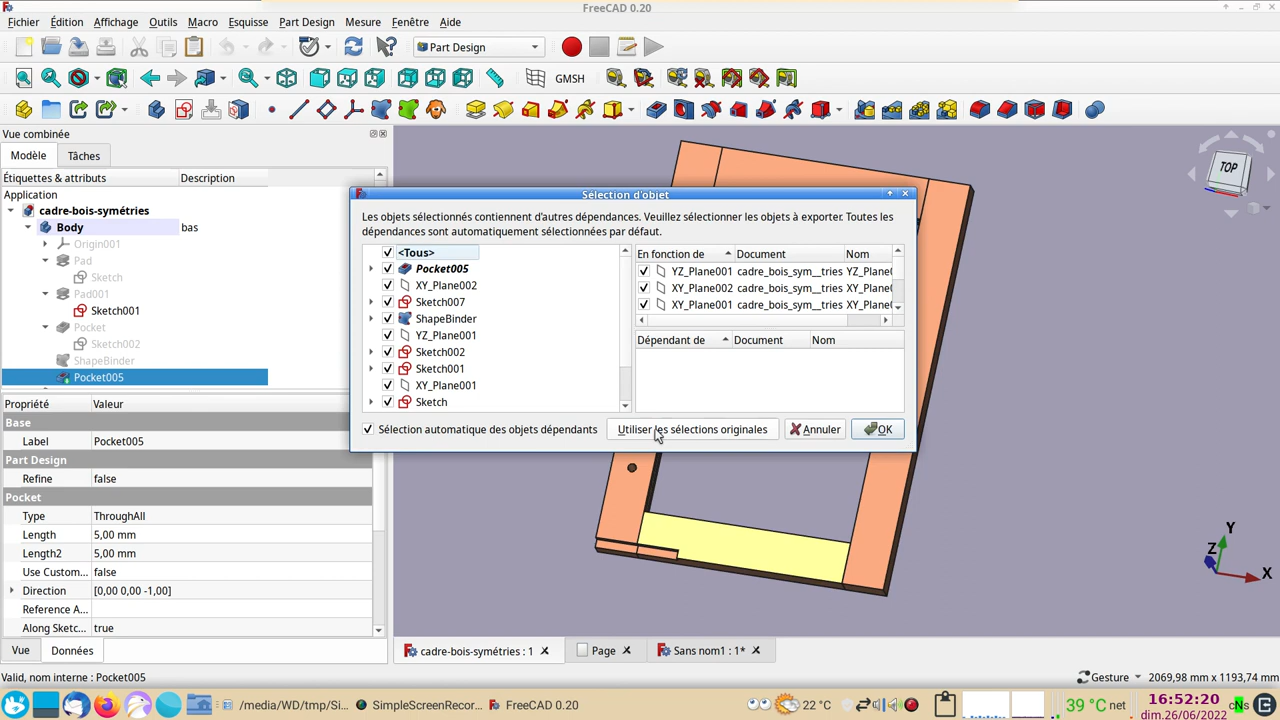 FreeCAD 0.20
Fichier Édition Affichage Outils Macro Esquisse Part Design Mesure Fenêtre Aide
Part Design
GMSH
Vue combinée
Modèle Tâches
Étiquettes & attributs Description
Application
cadre-bois-symétries
Body bas
Origin001
Pad
Sketch
Pad001
Sketch001
Pocket
Sketch002
ShapeBinder
Pocket005
Propriété Valeur
Base
Label Pocket005
Part Design
Refine false
Pocket
Type ThroughAll
Length 5,00 mm
Length2 5,00 mm
Use Custom... false
Direction [0,00 0,00 -1,00]
Reference A...
Along Sketc... true
Vue Données
Sélection d'objet
Les objets sélectionnés contiennent d'autres dépendances. Veuillez sélectionner les objets à exporter. Toutes les
dépendances sont automatiquement sélectionnées par défaut.
<Tous>
Pocket005
XY_Plane002
Sketch007
ShapeBinder
YZ_Plane001
Sketch002
Sketch001
XY_Plane001
Sketch
En fonction de Document Nom
YZ_Plane001 cadre_bois_sym__tries YZ_Plane
XY_Plane002 cadre_bois_sym__tries XY_Plane
XY_Plane001 cadre_bois_sym__tries XY_Plane
Dépendant de Document Nom
Sélection automatique des objets dépendants Utiliser les sélections originales Annuler OK
TOP
Y
Z
X
cadre-bois-symétries : 1 Page Sans nom1 : 1*
Valid, nom interne : Pocket005 Gesture 2069,98 mm x 1193,74 mm
/media/WD/tmp/Si... SimpleScreenRecor... FreeCAD 0.20 22 °C 39 °C net 16:52:20
dim.26/06/2022